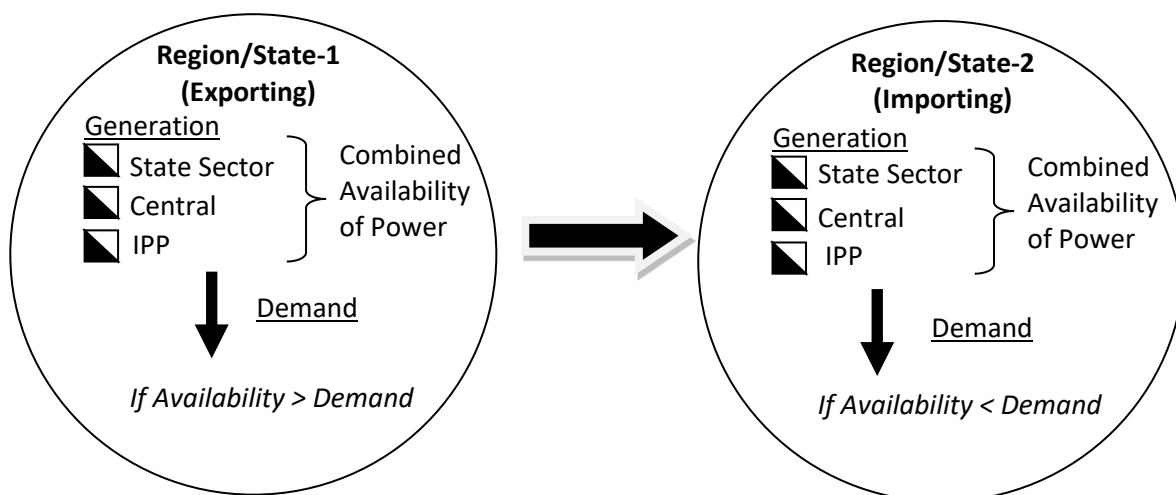 Region/State-1
(Exporting)
Generation
State Sector
Central
IPP
Combined
Availability
of Power
Demand
If Availability > Demand
Region/State-2
(Importing)
Generation
State Sector
Central
IPP
Combined
Availability
of Power
Demand
If Availability < Demand